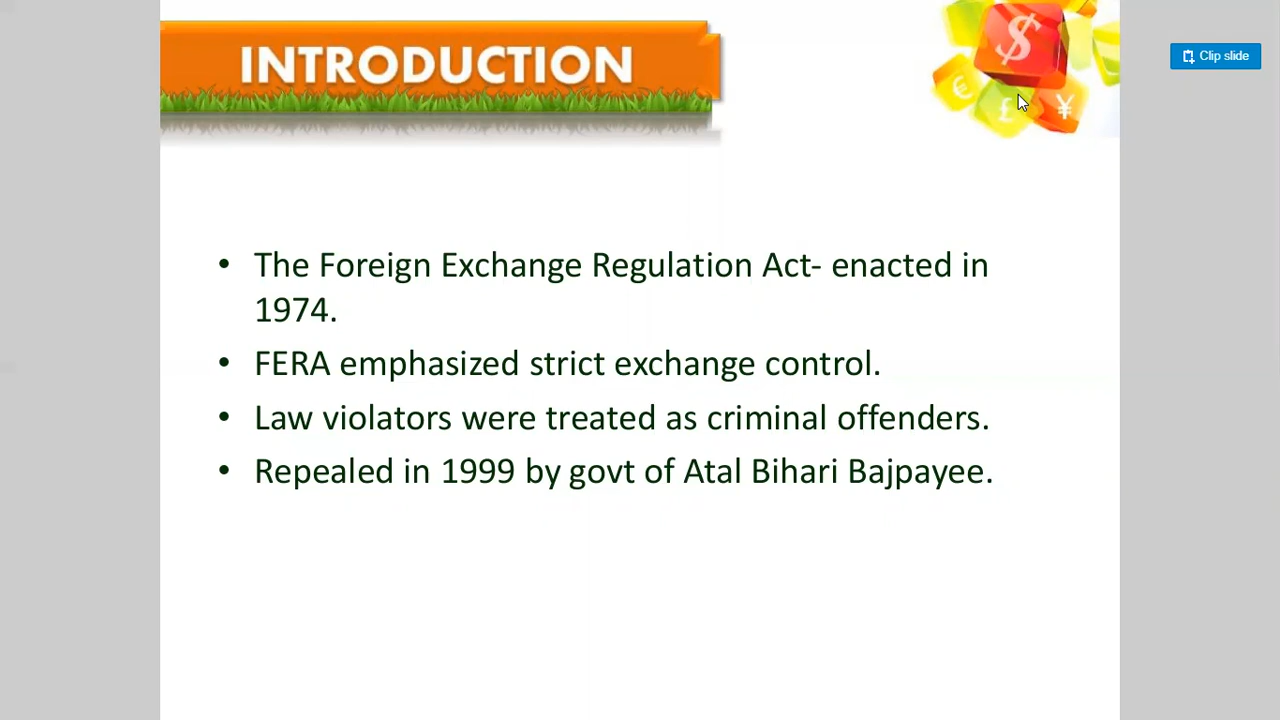 INTRODUCTION
$
€
£
¥
Clip slide
• The Foreign Exchange Regulation Act- enacted in
1974.
• FERA emphasized strict exchange control.
• Law violators were treated as criminal offenders.
• Repealed in 1999 by govt of Atal Bihari Bajpayee.